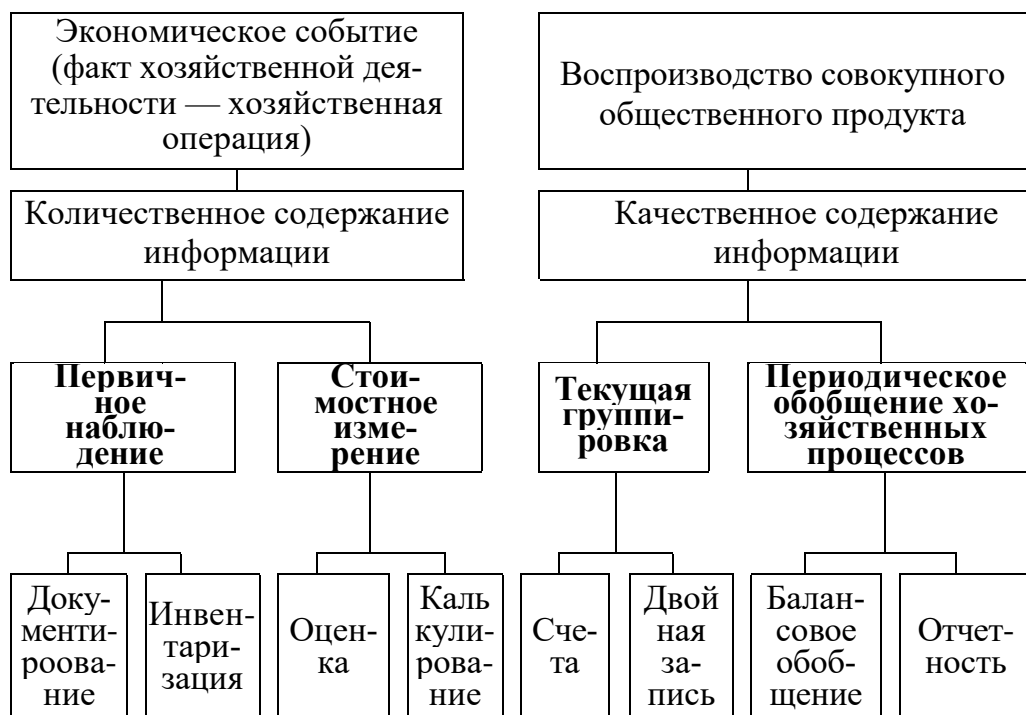 Экономическое событие
(факт хозяйственной дея-
тельности — хозяйственная
операция)
Воспроизводство совокупного
общественного продукта
Количественное содержание
информации
Качественное содержание
информации
Первич-
ное
наблю-
дение
Стои-
мостное
изме-
рение
Текущая
группи-
ровка
Периодическое
обобщение хо-
зяйственных
процессов
Доку-
менти-
роова-
ние
Инвен-
тари-
зация
Оцен-
ка
Каль
кули-
рова-
ние
Сче-
та
Двой
ная
за-
пись
Балан-
совое
обоб-
щение
Отчет-
ность